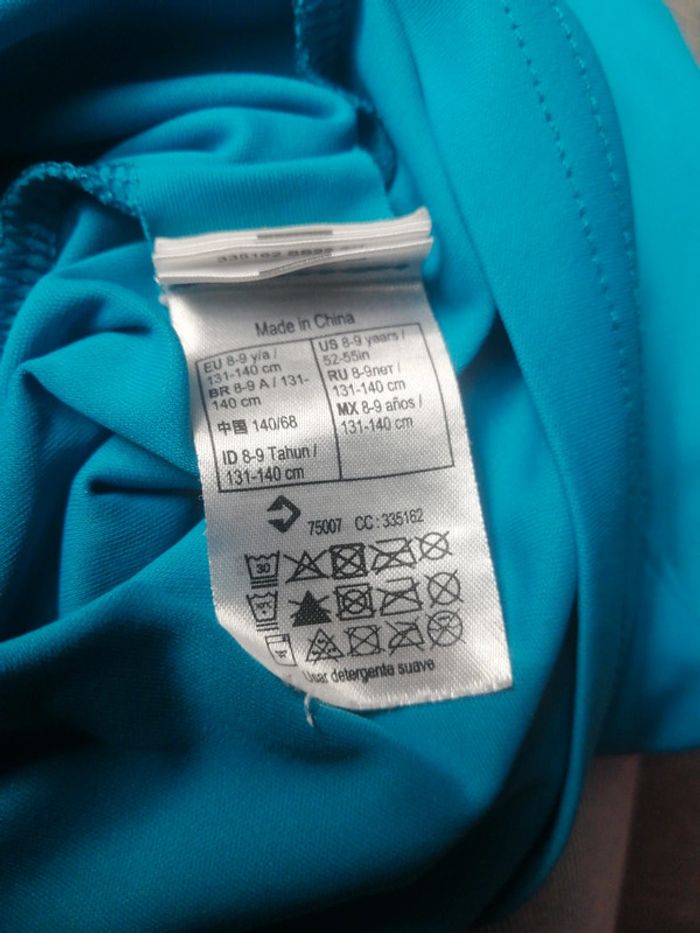 Made in China
EU 8-9 y/a /
131-140 cm
BR 8-9 A / 131-
140 cm
中国 140/68
ID 8-9 Tahun /
131-140 cm
US 8-9 years /
52-55in
RU 8-9лет /
131-140 cm
MX 8-9 años /
131-140 cm
75007 CC : 335162
30
Usar detergente suave